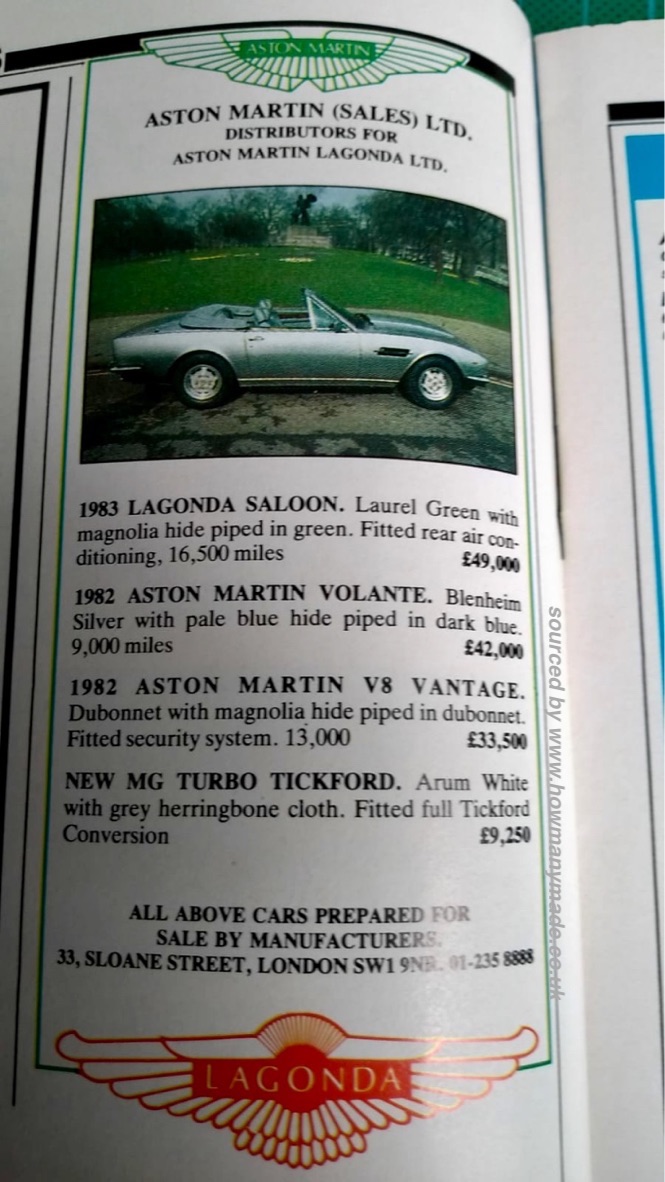 ASTON MARTIN
ASTON MARTIN (SALES) LTD.
DISTRIBUTORS FOR
ASTON MARTIN LAGONDA LTD.
1983 LAGONDA SALOON. Laurel Green with
magnolia hide piped in green. Fitted rear air con-
ditioning, 16,500 miles £49,000
1982 ASTON MARTIN VOLANTE. Blenheim
Silver with pale blue hide piped in dark blue.
9,000 miles £42,000
1982 ASTON MARTIN V8 VANTAGE.
Dubonnet with magnolia hide piped in dubonnet.
Fitted security system. 13,000 £33,500
NEW MG TURBO TICKFORD. Arum White
with grey herringbone cloth. Fitted full Tickford
Conversion £9,250
ALL ABOVE CARS PREPARED FOR
SALE BY MANUFACTURERS.
33, SLOANE STREET, LONDON SW1 01-235 8888
LAGONDA
sourced by www.howmanymade.co.uk